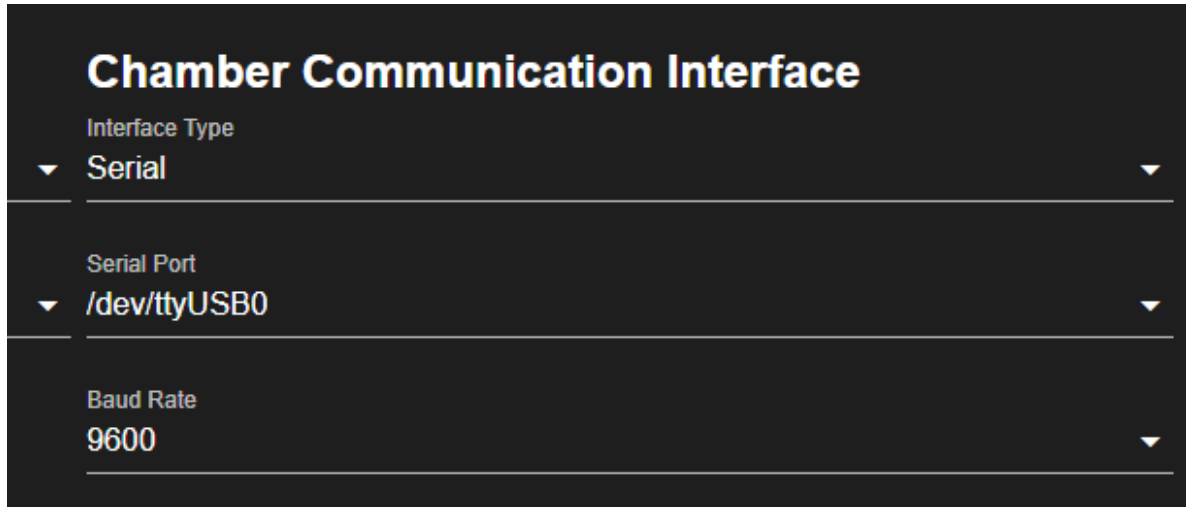 Chamber Communication Interface
Interface Type
Serial
Serial Port
/dev/ttyUSB0
Baud Rate
9600